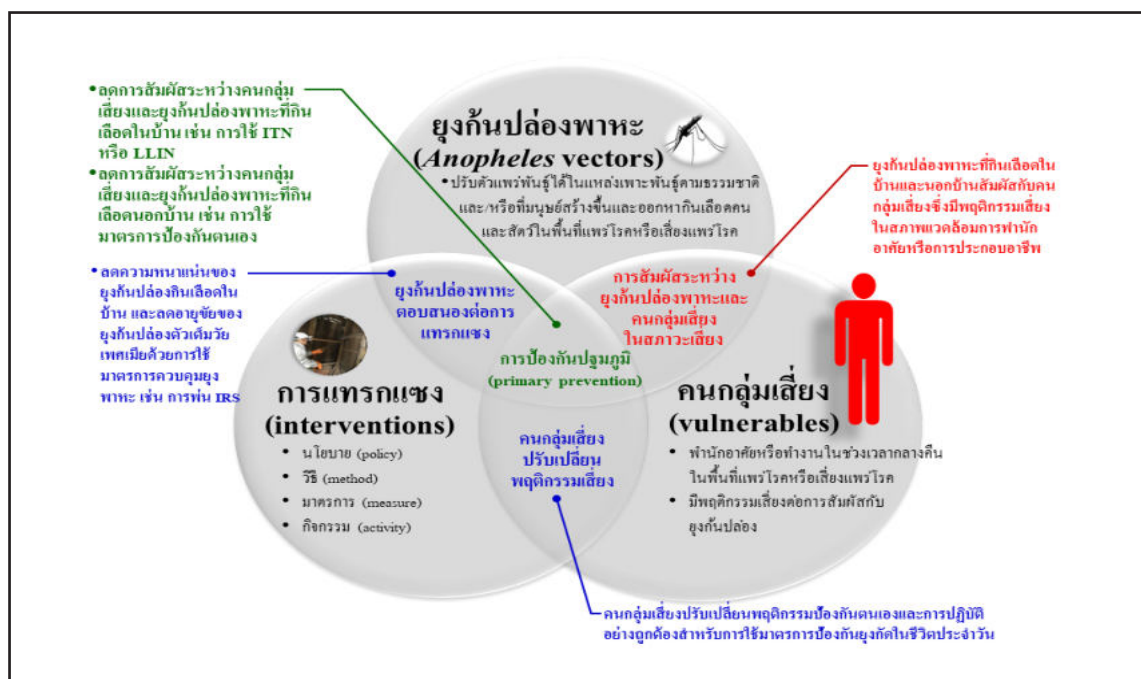 •ลดการสัมผัสระหว่างคนกลุ่ม
เสี่ยงและยุงก้นปล่องพาหะที่กิน
เลือดในบ้าน เช่น การใช้ ITN
หรือ LLIN
•ลดการสัมผัสระหว่างคนกลุ่ม
เสี่ยงและยุงก้นปล่องพาหะที่กิน
เลือดนอกบ้าน เช่น การใช้
มาตรการป้องกันตนเอง
•ลดความหนาแน่นของ
ยุงก้นปล่องกินเลือดใน
บ้าน และลดอายุขัยของ
ยุงก้นปล่องตัวเต็มวัย
เพศเมียด้วยการใช้
มาตรการควบคุมยุง
พาหะ เช่น การพ่น IRS
ยุงก้นปล่องพาหะ
(Anopheles vectors)
•ปรับตัวแพร่พันธุ์ได้ในแหล่งเพาะพันธุ์ตามธรรมชาติ
และ/หรือที่มนุษย์สร้างขึ้นและออกหากินเลือดคน
และสัตว์ในพื้นที่แพร่โรคหรือเสี่ยงแพร่โรค
ยุงก้นปล่องพาหะที่กินเลือดใน
บ้านและนอกบ้านสัมผัสกับคน
กลุ่มเสี่ยงซึ่งมีพฤติกรรมเสี่ยง
ในสภาพแวดล้อมการพำนัก
อาศัยหรือการประกอบอาชีพ
ยุงก้นปล่องพาหะ
ตอบสนองต่อการ
แทรกแซง
การสัมผัสระหว่าง
ยุงก้นปล่องพาหะและ
คนกลุ่มเสี่ยง
ในสภาวะเสี่ยง
การป้องกันปฐมภูมิ
(primary prevention)
การแทรกแซง
(interventions)
• นโยบาย (policy)
• วิธี (method)
• มาตรการ (measure)
• กิจกรรม (activity)
คนกลุ่มเสี่ยง
ปรับเปลี่ยน
พฤติกรรมเสี่ยง
คนกลุ่มเสี่ยง
(vulnerables)
• พำนักอาศัยหรือทำงานในช่วงเวลากลางคืน
ในพื้นที่แพร่โรคหรือเสี่ยงแพร่โรค
• มีพฤติกรรมเสี่ยงต่อการสัมผัสกับ
ยุงก้นปล่อง
คนกลุ่มเสี่ยงปรับเปลี่ยนพฤติกรรมป้องกันตนเองและการปฏิบัติ
อย่างถูกต้องสำหรับการใช้มาตรการป้องกันยุงกัดในชีวิตประจำวัน